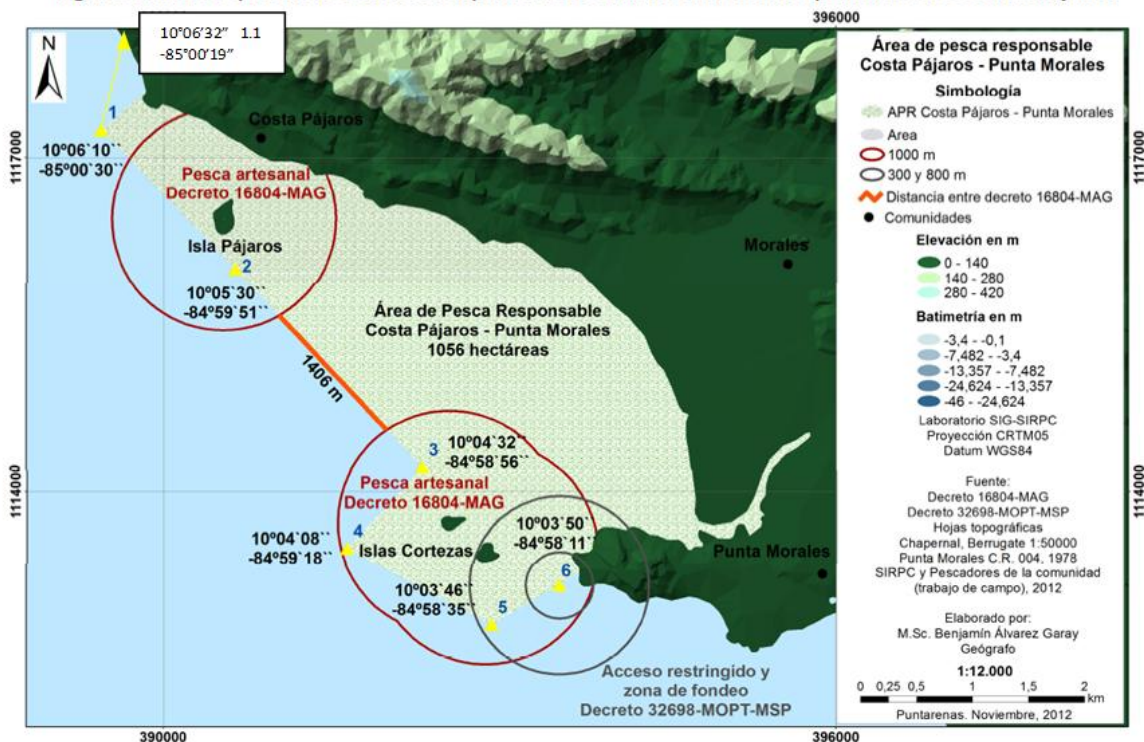 396000
10°06'32" 1.1
-85°00'19"
N
1
10º06`10``
-85º00`30``
1117000
Costa Pájaros
Pesca artesanal
Decreto 16804-MAG
Isla Pájaros
2
10º05`30``
-84º59`51``
Morales
Área de Pesca Responsable
Costa Pájaros - Punta Morales
1056 hectáreas
1406 m
3
10º04`32``
-84º58`56``
Pesca artesanal
Decreto 16804-MAG
1114000
4
10º04`08``
-84º59`18``
Islas Cortezas
10º03`50``
-84º58`11``
6
Punta Morales
10º03`46``
-84º58`35``
5
Acceso restringido y
zona de fondeo
Decreto 32698-MOPT-MSP
390000
396000
1117000
1114000
Área de pesca responsable
Costa Pájaros - Punta Morales
Simbología
APR Costa Pájaros - Punta Morales
Area
1000 m
300 y 800 m
Distancia entre decreto 16804-MAG
Comunidades
Elevación en m
0 - 140
140 - 280
280 - 420
Batimetría en m
-3,4 - -0,1
-7,482 - -3,4
-13,357 - -7,482
-24,624 - -13,357
-46 - -24,624
Laboratorio SIG-SIRPC
Proyección CRTM05
Datum WGS84
Fuente:
Decreto 16804-MAG
Decreto 32698-MOPT-MSP
Hojas topográficas
Chapernal, Berrugate 1:50000
Punta Morales C.R. 004, 1978
SIRPC y Pescadores de la comunidad
(trabajo de campo), 2012
Elaborado por:
M.Sc. Benjamín Álvarez Garay
Geógrafo
1:12.000
0 0,25 0,5 1 1,5 2
km
Puntarenas. Noviembre, 2012